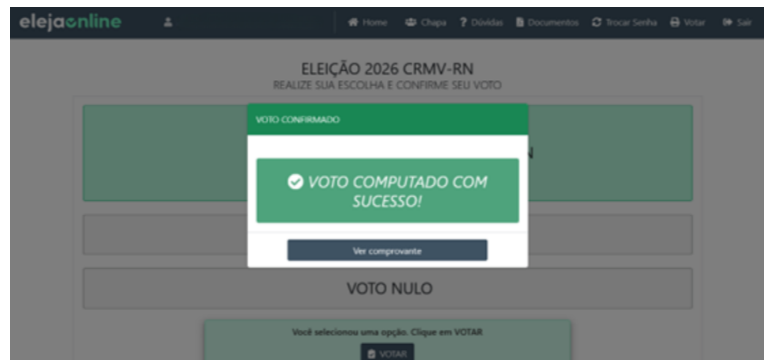 elejaonline
Home Chapa Dúvidas Documentos Trocar Senha Votar Sair
ELEIÇÃO 2026 CRMV-RN
REALIZE SUA ESCOLHA E CONFIRME SEU VOTO
VOTO CONFIRMADO
N
VOTO COMPUTADO COM
SUCESSO!
Ver comprovante
VOTO NULO
Você selecionou uma opção. Clique em VOTAR
VOTAR